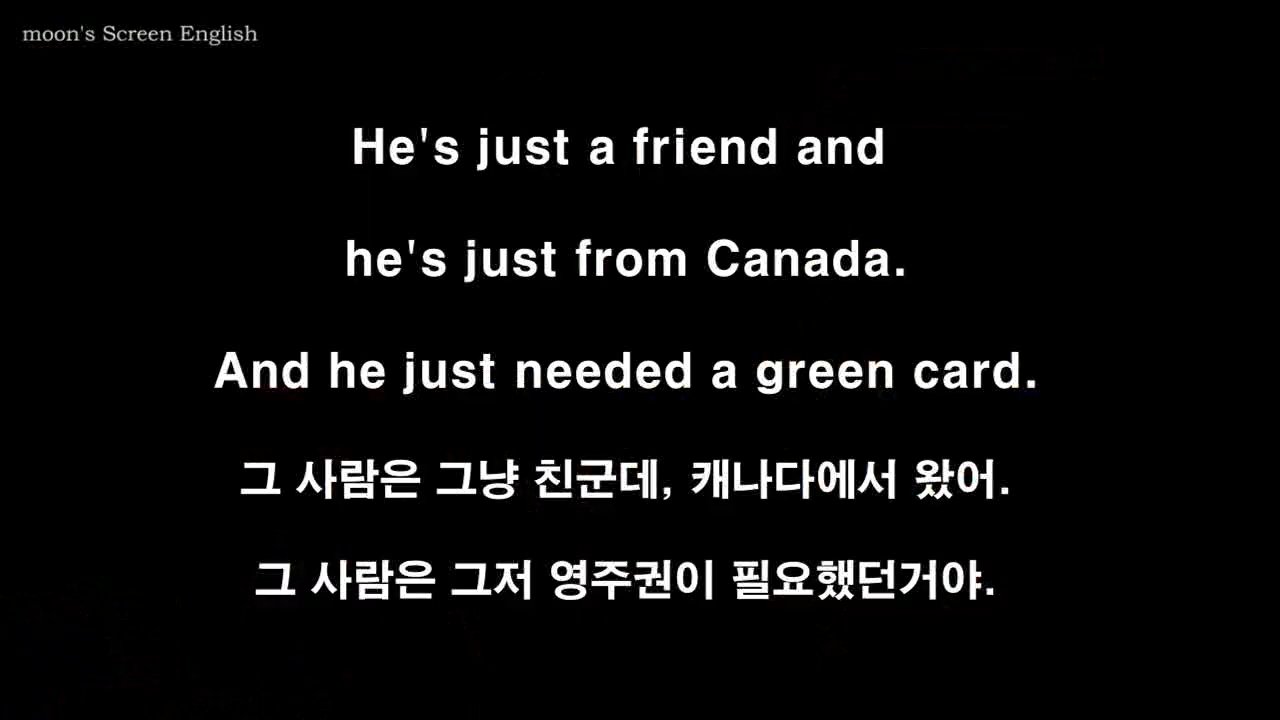 moon's Screen English
He's just a friend and
he's just from Canada.
And he just needed a green card.
그 사람은 그냥 친군데, 캐나다에서 왔어.
그 사람은 그저 영주권이 필요했던거야.